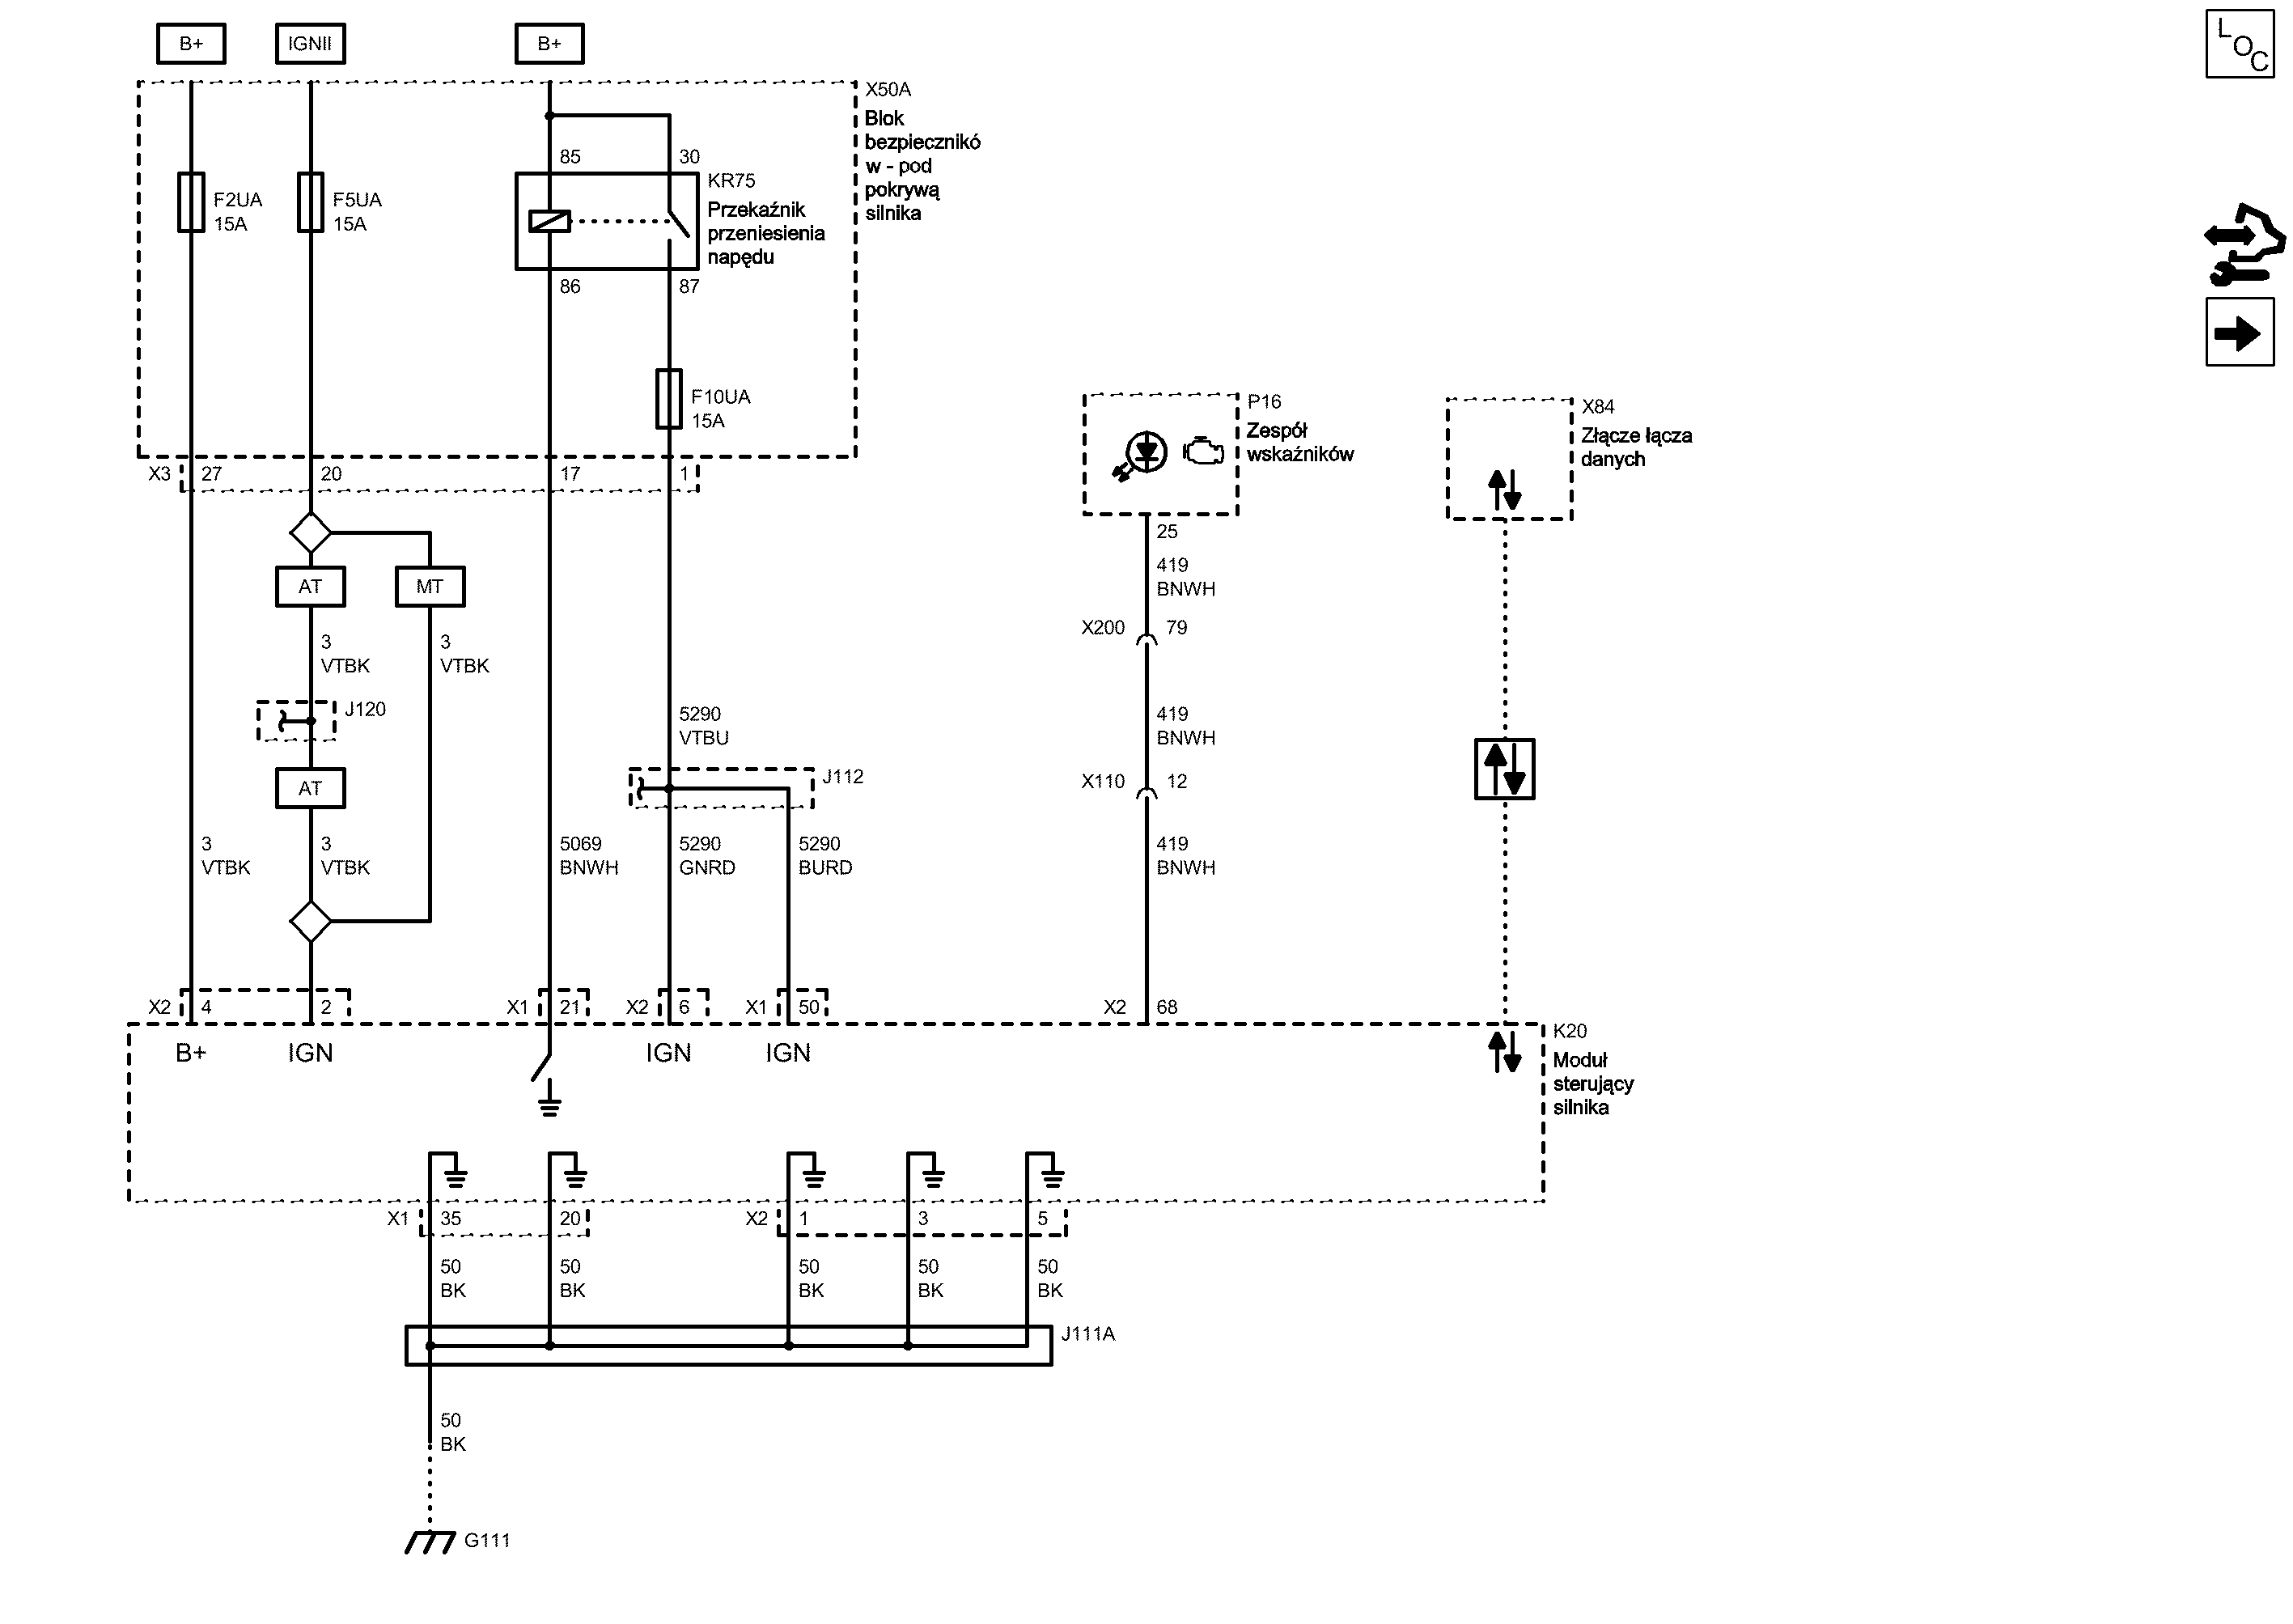 B+
IGNII
B+
L
O
C
X50A
Blok
bezpiecznikó
w - pod
pokrywą
silnika
85
30
KR75
Przekaźnik
przeniesienia
napędu
F2UA
15A
F5UA
15A
86
87
F10UA
15A
P16
Zespół
wskaźników
X84
Złącze łącza
danych
X3
27
20
17
1
25
419
BNWH
AT
MT
X200
79
3
VTBK
3
VTBK
J120
5290
VTBU
419
BNWH
J112
X110
12
AT
3
VTBK
3
VTBK
5069
BNWH
5290
GNRD
5290
BURD
419
BNWH
X2
4
2
X1
21
X2
6
X1
50
X2
68
B+
IGN
IGN
IGN
K20
Moduł
sterujący
silnika
X1
35
20
X2
1
3
5
50
BK
50
BK
50
BK
50
BK
50
BK
J111A
50
BK
G111